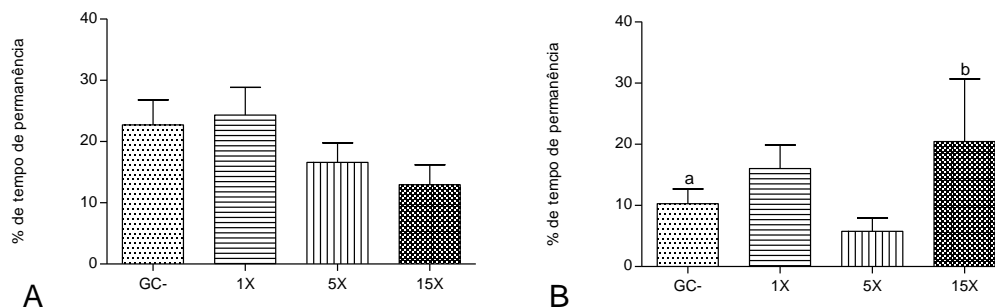 % de tempo de permanência
40
30
20
10
0
GC- 1X 5X 15X
A
% de tempo de permanência
40
30
20
10
0
a
b
GC- 1X 5X 15X
B